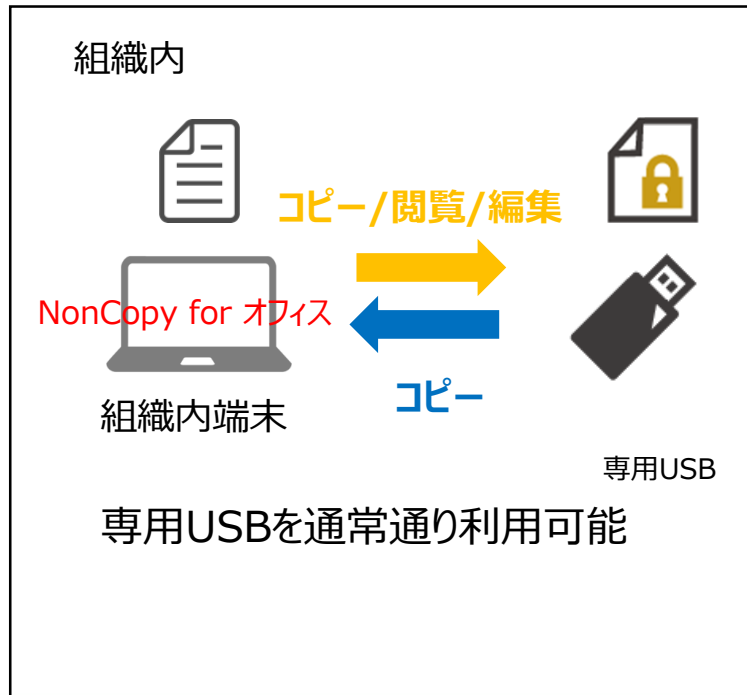 組織内
コピー/閲覧/編集
NonCopy for オフィス
コピー
組織内端末
専用USB
専用USBを通常通り利用可能